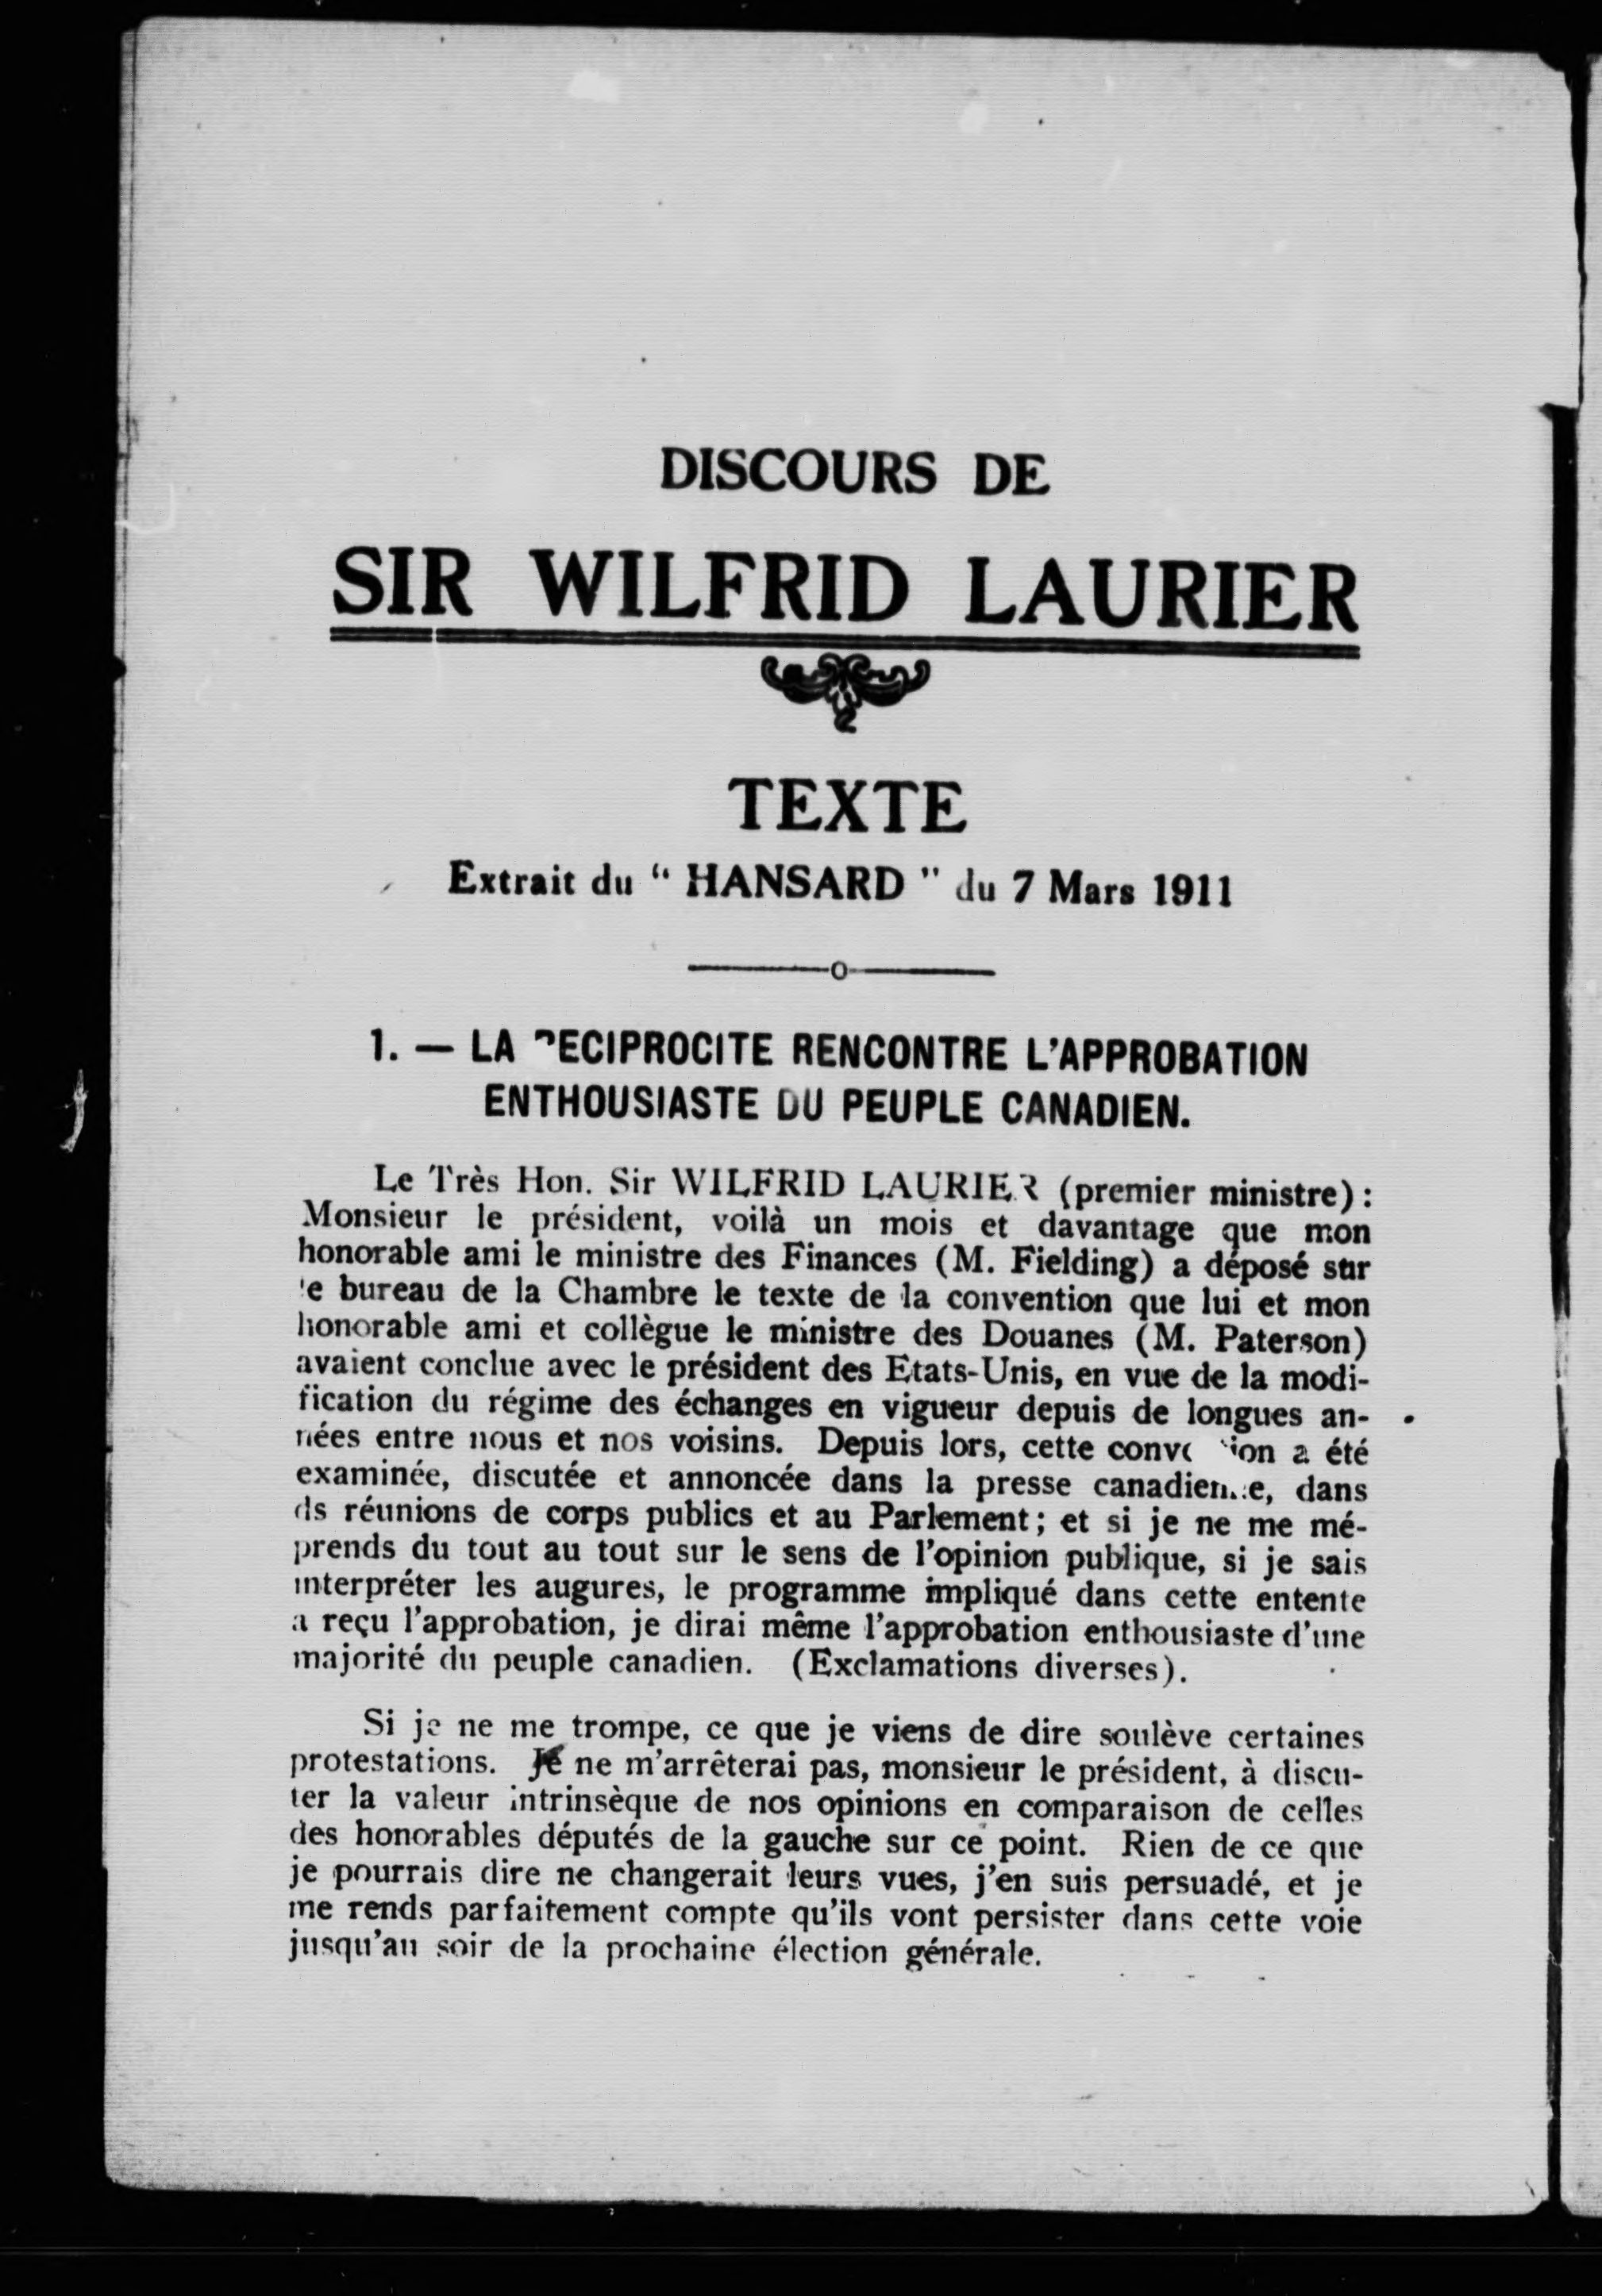 DISCOURS DE
SIR WILFRID LAURIER
TEXTE
Extrait du “ HANSARD ” du 7 Mars 1911
1. — LA RECIPROCITE RENCONTRE L'APPROBATION
ENTHOUSIASTE DU PEUPLE CANADIEN.
Le Très Hon. Sir WILFRID LAURIER (premier ministre) :
Monsieur le président, voilà un mois et davantage que mon
honorable ami le ministre des Finances (M. Fielding) a déposé sur
le bureau de la Chambre le texte de la convention que lui et mon
honorable ami et collègue le ministre des Douanes (M. Paterson)
avaient conclue avec le président des Etats-Unis, en vue de la modi-
fication du régime des échanges en vigueur depuis de longues an-
nées entre nous et nos voisins. Depuis lors, cette convention a été
examinée, discutée et annoncée dans la presse canadienne, dans
ds réunions de corps publics et au Parlement; et si je ne me mé-
prends du tout au tout sur le sens de l'opinion publique, si je sais
interpréter les augures, le programme impliqué dans cette entente
a reçu l'approbation, je dirai même l'approbation enthousiaste d'une
majorité du peuple canadien. (Exclamations diverses).
Si je ne me trompe, ce que je viens de dire soulève certaines
protestations. Je ne m'arrêterai pas, monsieur le président, à discu-
ter la valeur intrinsèque de nos opinions en comparaison de celles
des honorables députés de la gauche sur ce point. Rien de ce que
je pourrais dire ne changerait leurs vues, j'en suis persuadé, et je
me rends parfaitement compte qu'ils vont persister dans cette voie
jusqu'au soir de la prochaine élection générale.